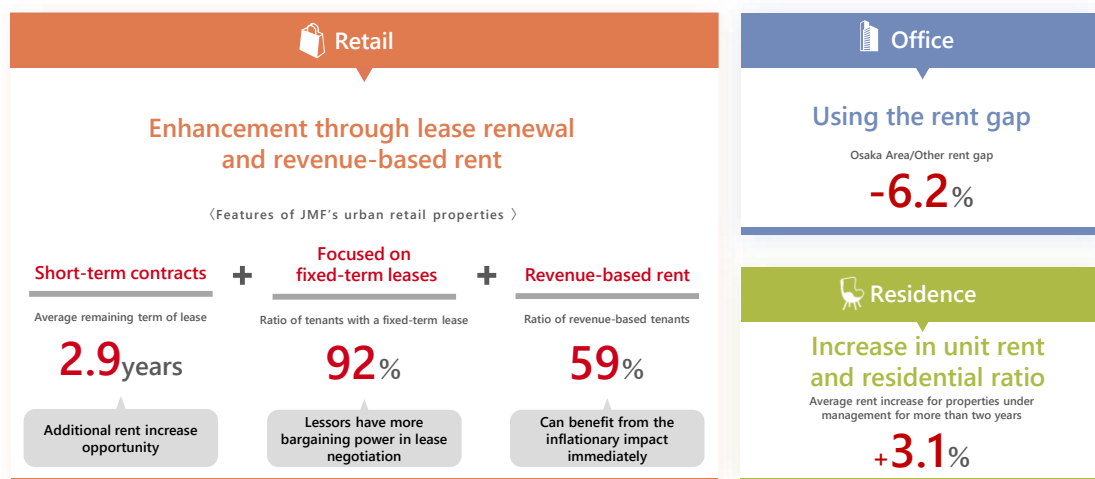 Retail
Enhancement through lease renewal
and revenue-based rent
〈Features of JMF's urban retail properties 〉
Short-term contracts
Average remaining term of lease
2.9years
Additional rent increase
opportunity
+
Focused on
fixed-term leases
Ratio of tenants with a fixed-term lease
92%
Lessors have more
bargaining power in lease
negotiation
+
Revenue-based rent
Ratio of revenue-based tenants
59%
Can benefit from the
inflationary impact
immediately
Office
Using the rent gap
Osaka Area/Other rent gap
-6.2%
Residence
Increase in unit rent
and residential ratio
Average rent increase for properties under
management for more than two years
+3.1%